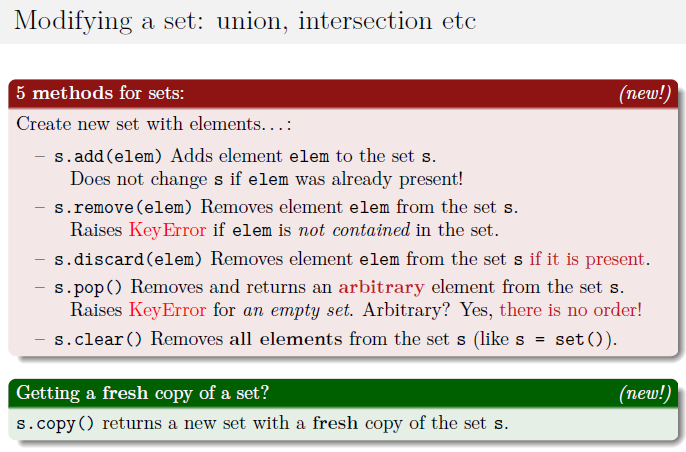 Modifying a set: union, intersection etc
5 methods for sets: (new!)
Create new set with elements...:
– s.add(elem) Adds element elem to the set s.
Does not change s if elem was already present!
– s.remove(elem) Removes element elem from the set s.
Raises KeyError if elem is not contained in the set.
– s.discard(elem) Removes element elem from the set s if it is present.
– s.pop() Removes and returns an arbitrary element from the set s.
Raises KeyError for an empty set. Arbitrary? Yes, there is no order!
– s.clear() Removes all elements from the set s (like s = set()).
Getting a fresh copy of a set? (new!)
s.copy() returns a new set with a fresh copy of the set s.